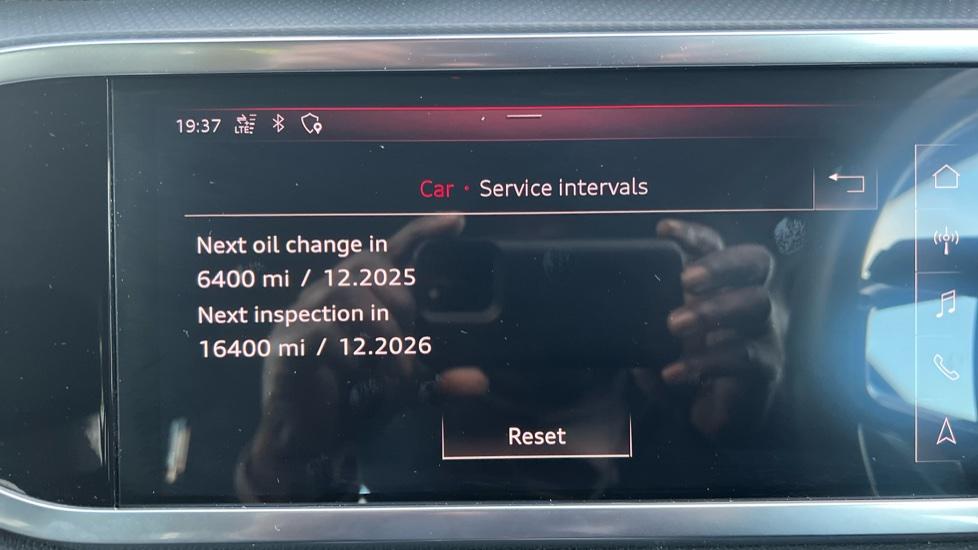 19:37 LTE
Car • Service intervals
Next oil change in
6400 mi / 12.2025
Next inspection in
16400 mi / 12.2026
Reset